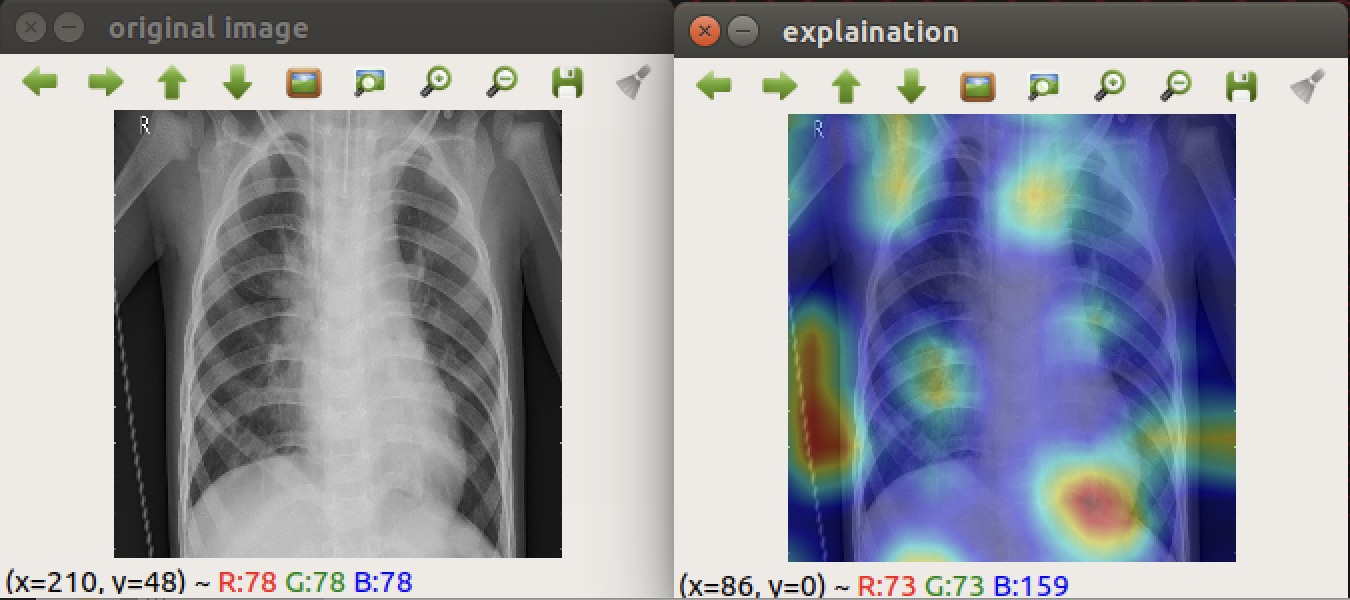 original image
explaination
R
R
(x=210, y=48) ~ R:78 G:78 B:78
(x=86, y=0) ~ R:73 G:73 B:159